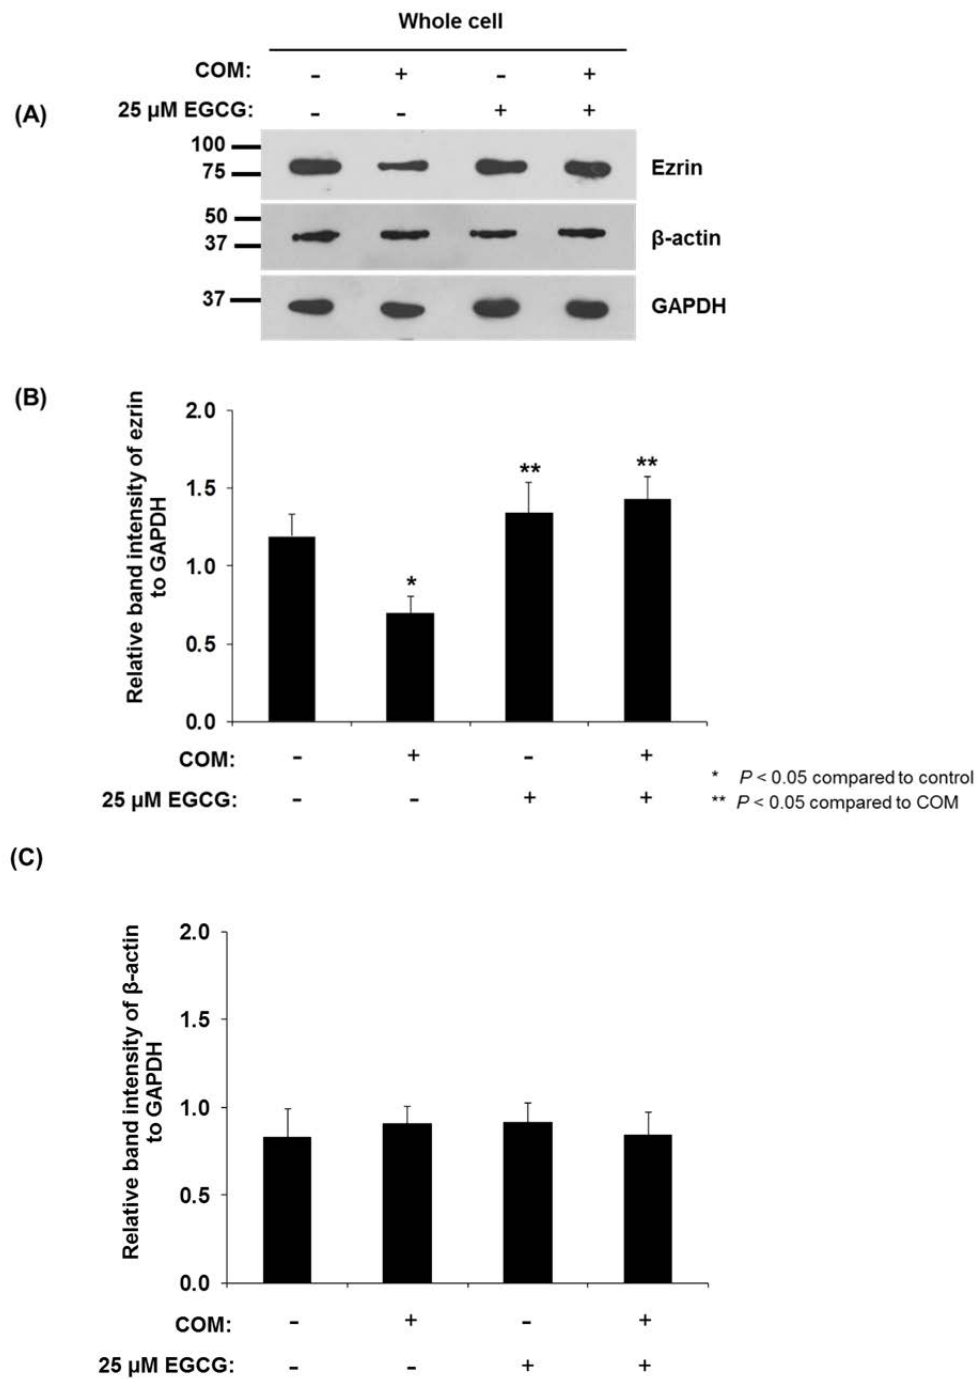 Whole cell
COM: - + - +
(A)
25 µM EGCG: - - + +
100
75
Ezrin
50
37
β-actin
37
GAPDH
(B)
Relative band intensity of ezrin
to GAPDH
2.0
1.5
1.0
0.5
0.0
*
**
**
COM: - + - +
25 µM EGCG: - - + +
* P < 0.05 compared to control
** P < 0.05 compared to COM
(C)
Relative band intensity of β-actin
to GAPDH
2.0
1.5
1.0
0.5
0.0
COM: - + - +
25 µM EGCG: - - + +